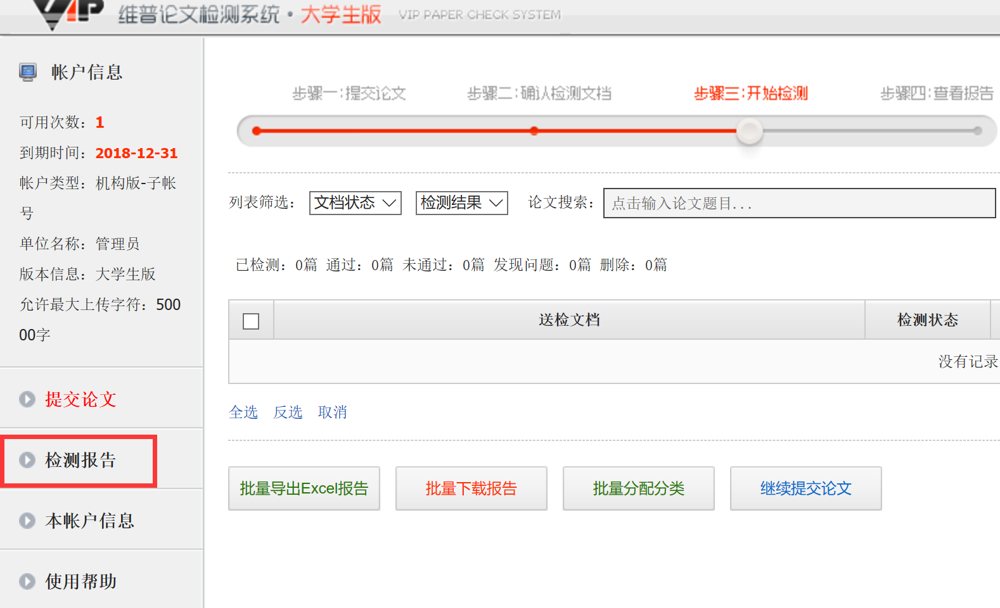 VIP 维普论文检测系统·大学生版 VIP PAPER CHECK SYSTEM
帐户信息
可用次数：1
到期时间：2018-12-31
帐户类型：机构版-子帐
号
单位名称：管理员
版本信息：大学生版
允许最大上传字符：500
00字
提交论文
检测报告
本帐户信息
使用帮助
步骤一:提交论文 步骤二:确认检测文档 步骤三:开始检测 步骤四:查看报告
列表筛选： 文档状态 检测结果 论文搜索： 点击输入论文题目...
已检测：0篇 通过：0篇 未通过：0篇 发现问题：0篇 删除：0篇
送检文档 检测状态
没有记录
全选 反选 取消
批量导出Excel报告 批量下载报告 批量分配分类 继续提交论文